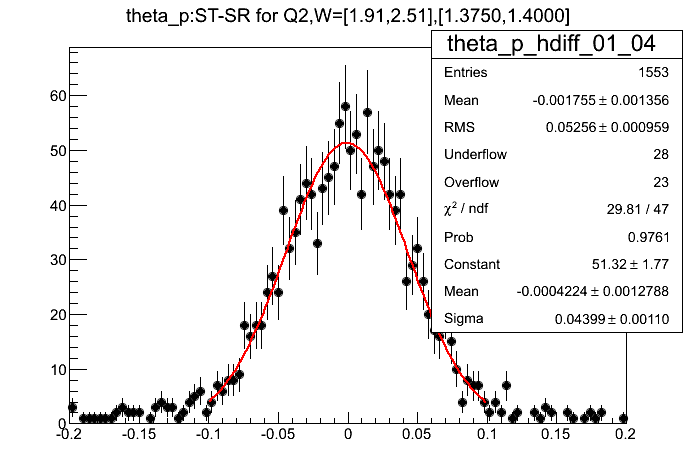 theta_p:ST-SR for Q2,W=[1.91,2.51],[1.3750,1.4000]
theta_p_hdiff_01_04
Entries 1553
Mean -0.001755 ± 0.001356
RMS 0.05256 ± 0.000959
Underflow 28
Overflow 23
χ² / ndf 29.81 / 47
Prob 0.9761
Constant 51.32 ± 1.77
Mean -0.0004224 ± 0.0012788
Sigma 0.04399 ± 0.00110
60
50
40
30
20
10
0
-0.2 -0.15 -0.1 -0.05 0 0.05 0.1 0.15 0.2